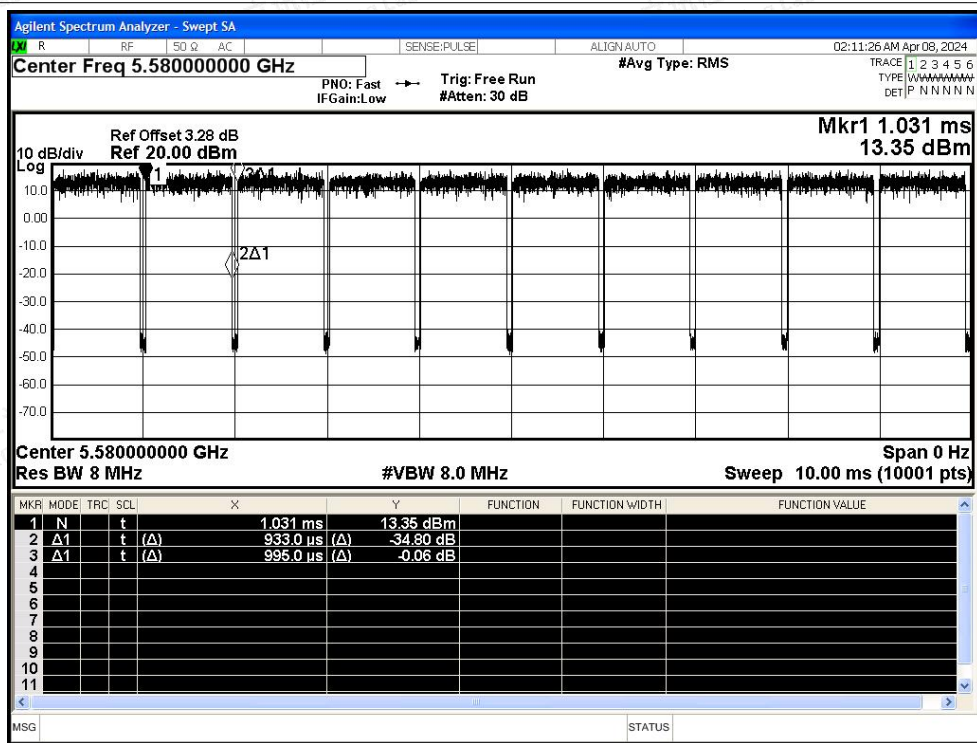 Agilent Spectrum Analyzer - Swept SA
LXI R RF 50 Ω AC SENSE:PULSE ALIGN AUTO 02:11:26 AM Apr 08, 2024
Center Freq 5.580000000 GHz #Avg Type: RMS TRACE 1 2 3 4 5 6
PNO: Fast Trig: Free Run TYPE WWWWWW
IFGain:Low #Atten: 30 dB DET P N N N N N
Mkr1 1.031 ms
Ref Offset 3.28 dB
10 dB/div Ref 20.00 dBm 13.35 dBm
Log
1 3Δ1
10.0
0.00
-10.0
2Δ1
-20.0
-30.0
-40.0
-50.0
-60.0
-70.0
Center 5.580000000 GHz Span 0 Hz
Res BW 8 MHz #VBW 8.0 MHz Sweep 10.00 ms (10001 pts)
MKR MODE TRC SCL X Y FUNCTION FUNCTION WIDTH FUNCTION VALUE
1 N t 1.031 ms 13.35 dBm
2 Δ1 t (Δ) 933.0 µs (Δ) -34.80 dB
3 Δ1 t (Δ) 995.0 µs (Δ) -0.06 dB
4
5
6
7
8
9
10
11
MSG STATUS